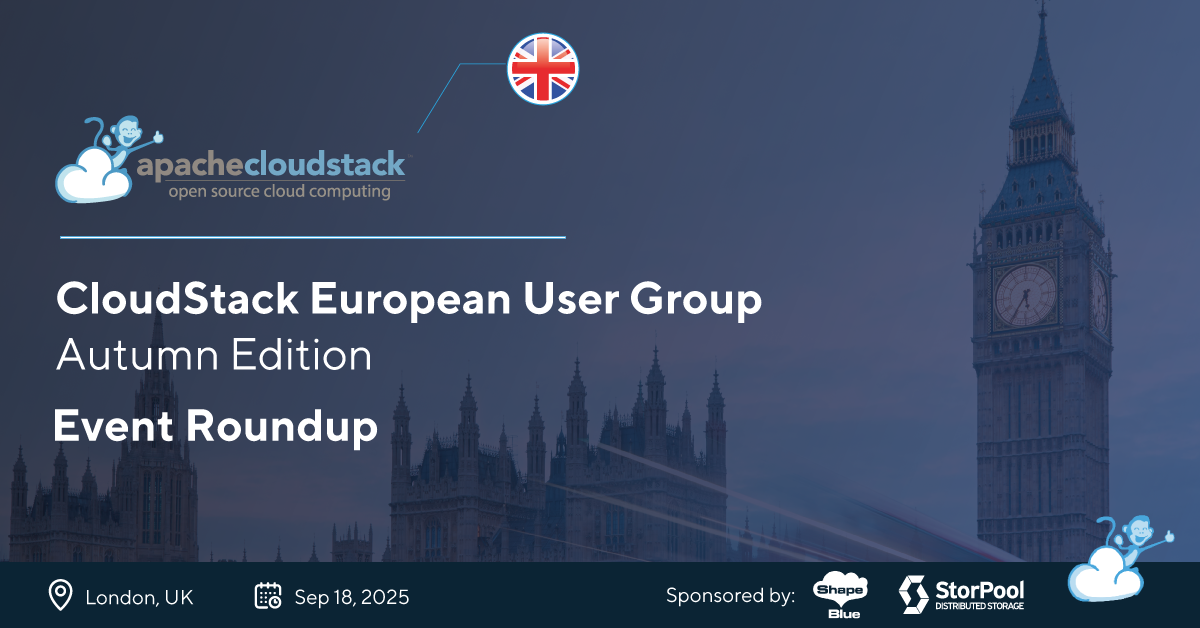 apachecloudstack
open source cloud computing
CloudStack European User Group
Autumn Edition
Event Roundup
London, UK
Sep 18, 2025
Sponsored by:
Shape
Blue
StorPool
DISTRIBUTED STORAGE